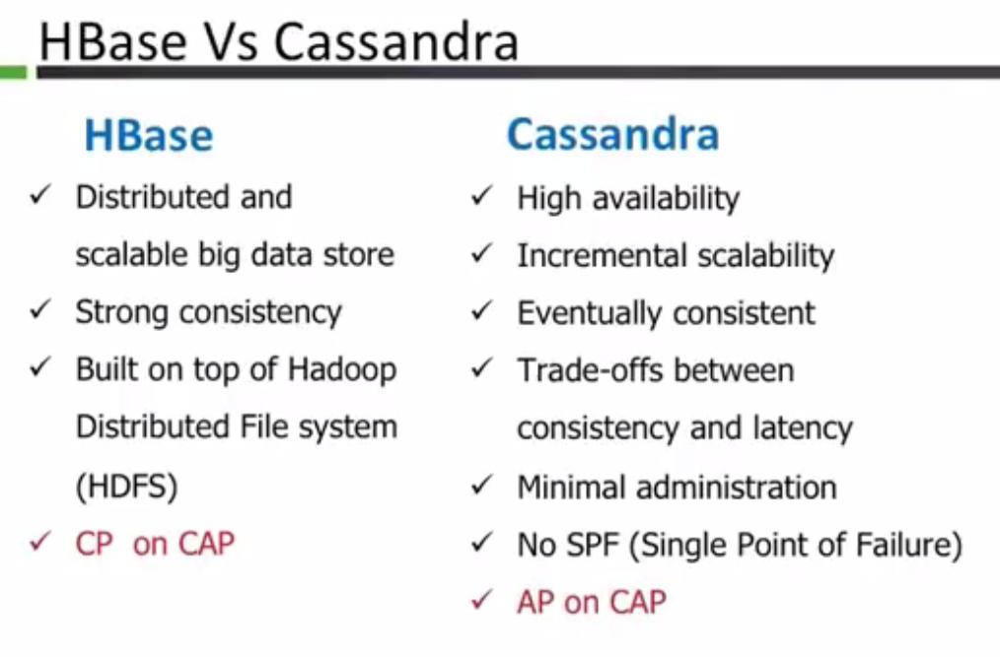 HBase Vs Cassandra
HBase
✓ Distributed and
scalable big data store
✓ Strong consistency
✓ Built on top of Hadoop
Distributed File system
(HDFS)
✓ CP on CAP
Cassandra
✓ High availability
✓ Incremental scalability
✓ Eventually consistent
✓ Trade-offs between
consistency and latency
✓ Minimal administration
✓ No SPF (Single Point of Failure)
✓ AP on CAP